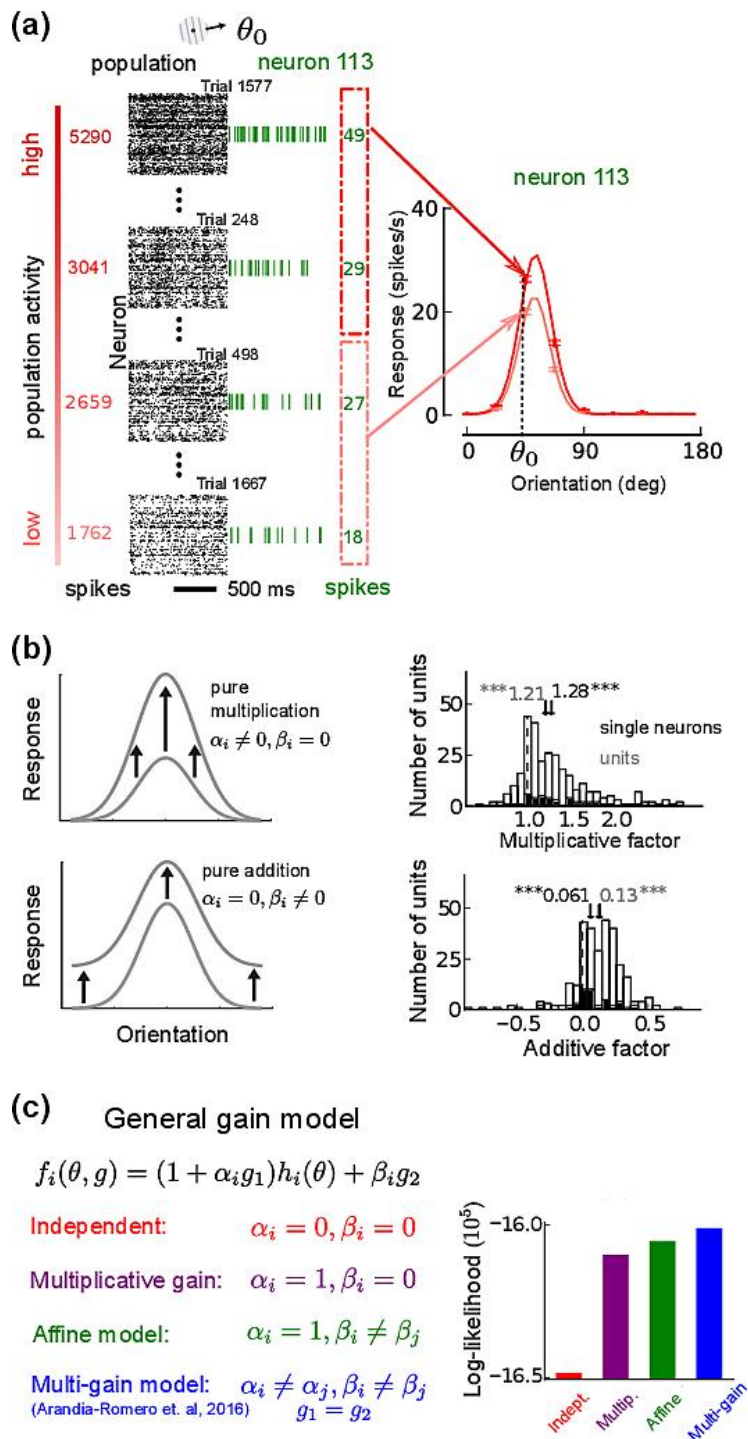 (a)
θ₀
population neuron 113
Trial 1577
high
5290
49
neuron 113
Trial 248
3041
29
population activity
Neuron
Trial 498
2659
27
Trial 1667
low
1762
18
spikes
500 ms
spikes
Response (spikes/s)
40
20
0
0 θ₀ 90 180
Orientation (deg)
(b)
Response
pure
multiplication
αᵢ ≠ 0, βᵢ = 0
Response
pure addition
αᵢ = 0, βᵢ ≠ 0
Orientation
Number of units
50
25
0
***1.21 1.28***
single neurons
units
1.0 1.5 2.0
Multiplicative factor
Number of units
50
25
0
***0.061 0.13***
−0.5 0.0 0.5
Additive factor
(c) General gain model
fᵢ(θ, g) = (1 + αᵢg₁)hᵢ(θ) + βᵢg₂
Independent: αᵢ = 0, βᵢ = 0
Multiplicative gain: αᵢ = 1, βᵢ = 0
Affine model: αᵢ = 1, βᵢ ≠ βⱼ
Multi-gain model: αᵢ ≠ αⱼ, βᵢ ≠ βⱼ
(Arandia-Romero et. al, 2016) g₁ = g₂
Log-likelihood (10⁵)
−16.0
−16.5
Indept.
Multip.
Affine
Multi-gain